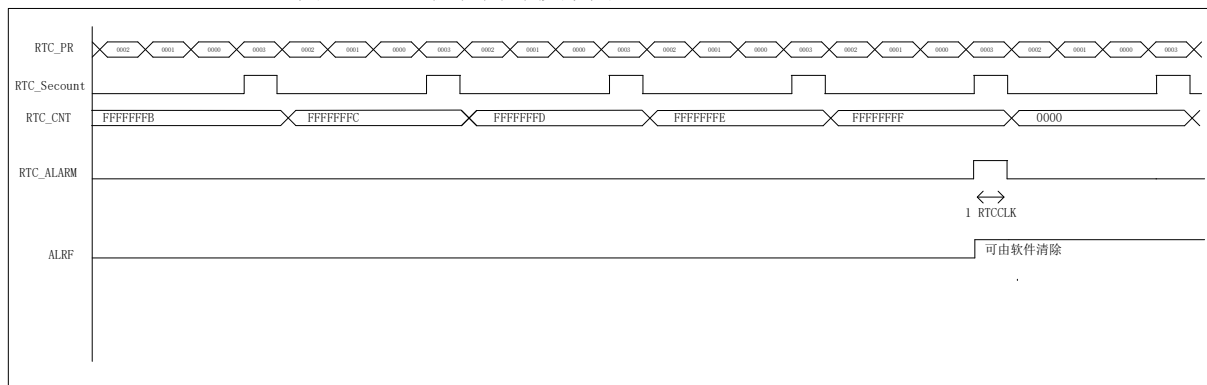 RTC_PR 0002 0001 0000 0003 0002 0001 0000 0003 0002 0001 0000 0003 0002 0001 0000 0003 0002 0001 0000 0003 0002 0001 0000 0003
RTC_Secount
RTC_CNT FFFFFFFB FFFFFFFC FFFFFFFD FFFFFFFE FFFFFFFF 0000
RTC_ALARM
1 RTCCLK
ALRF 可由软件清除